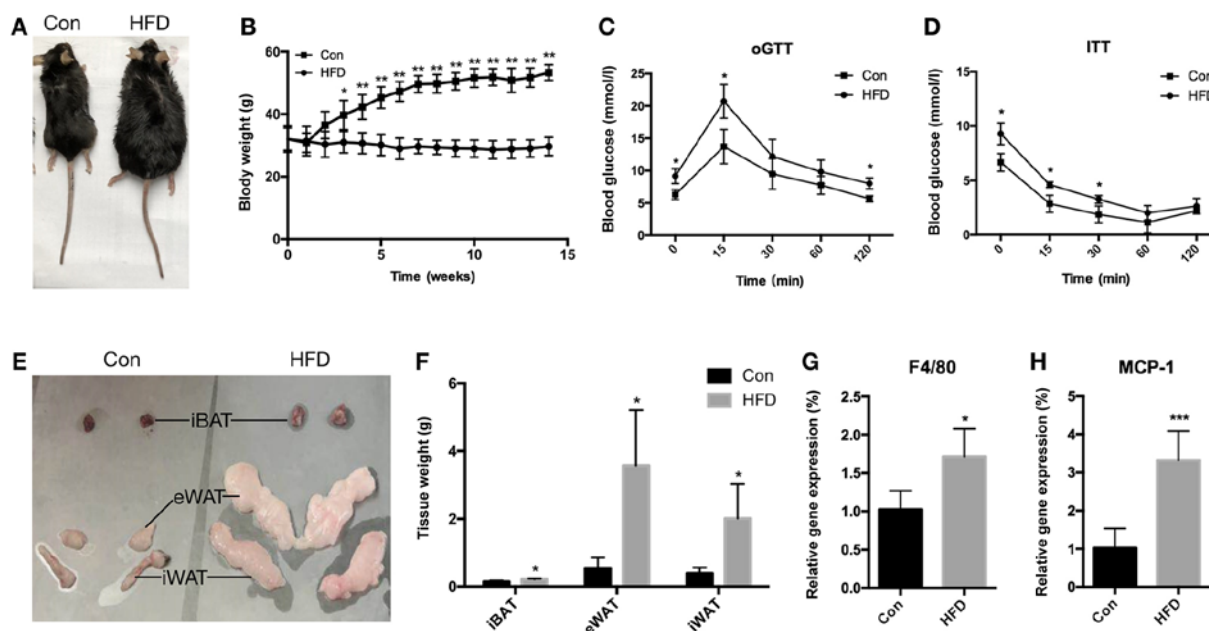 A
Con HFD
B
Blody weight (g)
60
40
20
0
Con
HFD
* ** ** ** ** ** ** ** ** ** ** **
0 5 10 15
Time (weeks)
C
oGTT
Blood glucose (mmol/l)
25
20
15
10
5
0
Con
HFD
* * *
0 15 30 60 120
Time (min)
D
ITT
Blood glucose (mmol/l)
15
10
5
0
Con
HFD
* * *
0 15 30 60 120
Time (min)
E
Con HFD
iBAT
eWAT
iWAT
F
Tissue weight (g)
6
4
2
0
Con
HFD
* * *
iBAT eWAT iWAT
G
F4/80
Relative gene expression (%)
2.5
2.0
1.5
1.0
0.5
0.0
*
Con HFD
H
MCP-1
Relative gene expression (%)
5
4
3
2
1
0
***
Con HFD